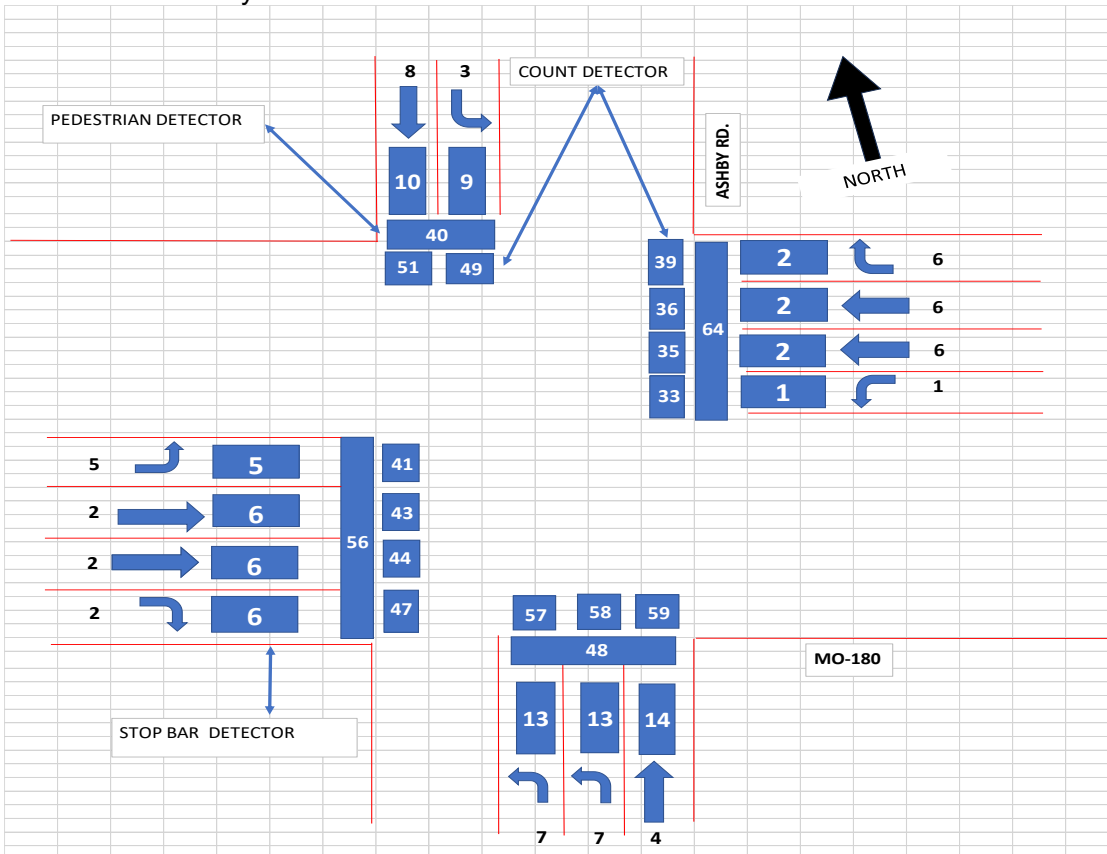 8 3
COUNT DETECTOR
PEDESTRIAN DETECTOR
ASHBY RD.
NORTH
10 9
40
51 49
39 2 6
36 2 6
64
35 2 6
33 1 1
5 5 41
2 6 43
56
2 6 44
2 6 47
57 58 59
48
MO-180
13 13 14
STOP BAR DETECTOR
7 7 4